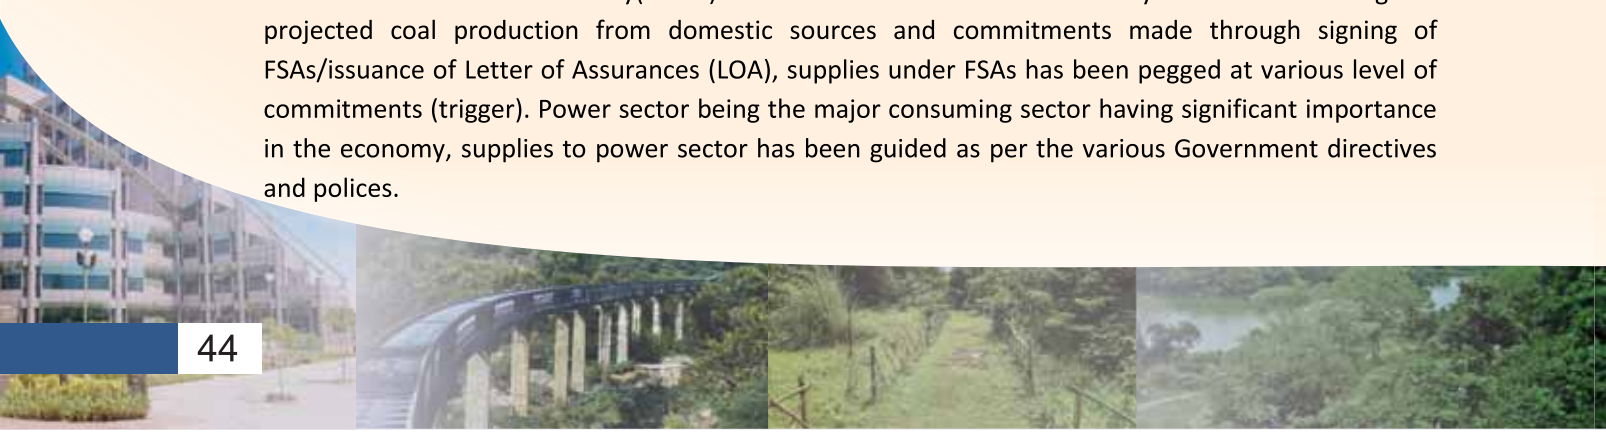 projected coal production from domestic sources and commitments made through signing of
FSAs/issuance of Letter of Assurances (LOA), supplies under FSAs has been pegged at various level of
commitments (trigger). Power sector being the major consuming sector having significant importance
in the economy, supplies to power sector has been guided as per the various Government directives
and polices.
44